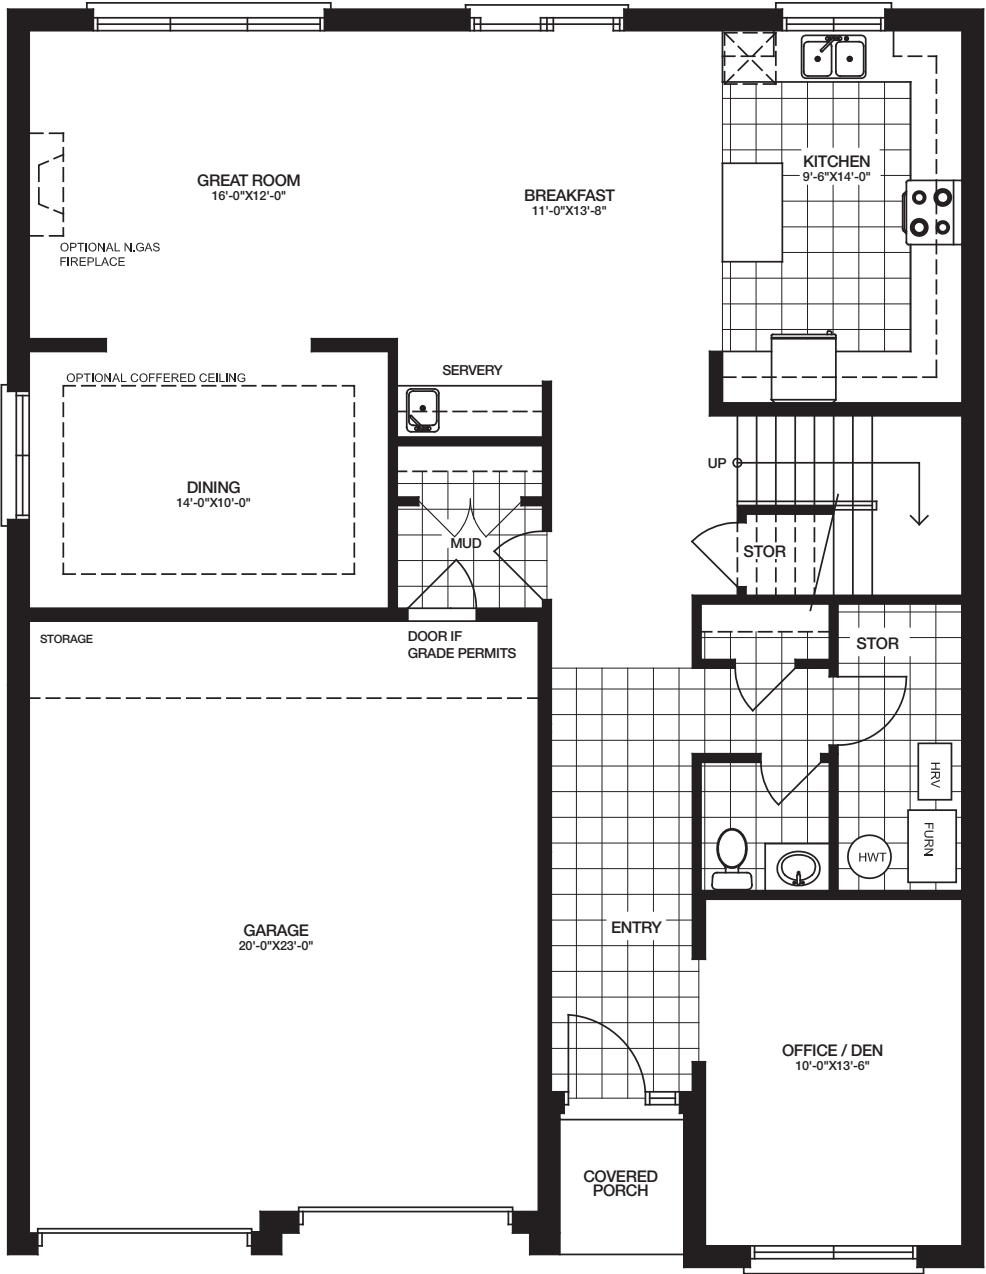 KITCHEN
9'-6"X14'-0"
GREAT ROOM
16'-0"X12'-0"
BREAKFAST
11'-0"X13'-8"
OPTIONAL N.GAS
FIREPLACE
SERVERY
OPTIONAL COFFERED CEILING
UP
DINING
14'-0"X10'-0"
MUD
STOR
STORAGE
DOOR IF
GRADE PERMITS
STOR
HRV
FURN
HWT
GARAGE
20'-0"X23'-0"
ENTRY
OFFICE / DEN
10'-0"X13'-6"
COVERED
PORCH